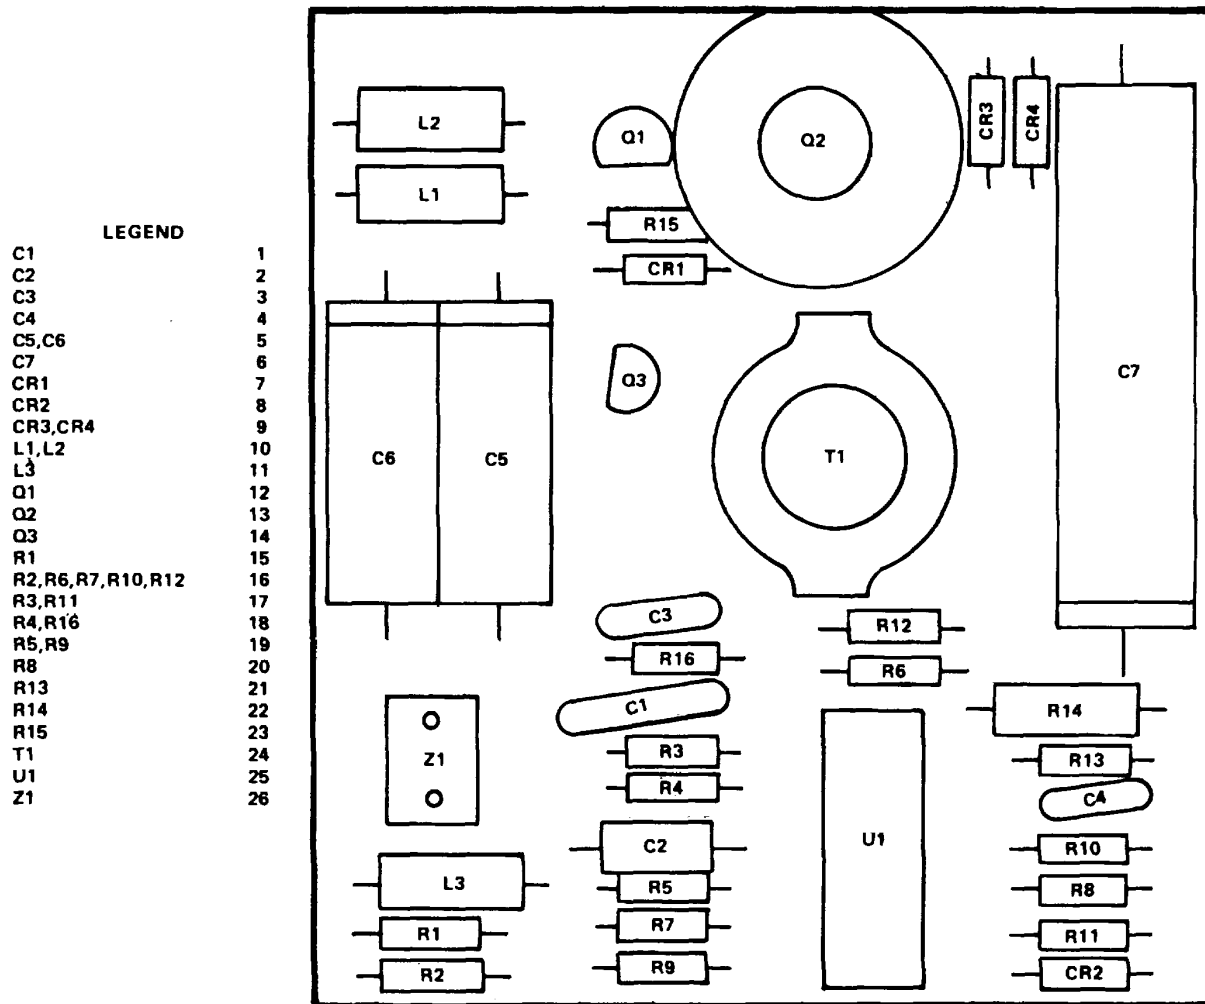 LEGEND
C1 1
C2 2
C3 3
C4 4
C5,C6 5
C7 6
CR1 7
CR2 8
CR3,CR4 9
L1,L2 10
L3 11
Q1 12
Q2 13
Q3 14
R1 15
R2,R6,R7,R10,R12 16
R3,R11 17
R4,R16 18
R5,R9 19
R8 20
R13 21
R14 22
R15 23
T1 24
U1 25
Z1 26
L2
Q1
Q2
CR3
CR4
L1
R15
CR1
Q3
C7
C6
C5
T1
C3
R12
R16
R6
C1
R14
Z1
R3
R13
R4
C4
C2
U1
R10
L3
R5
R8
R1
R7
R11
R2
R9
CR2